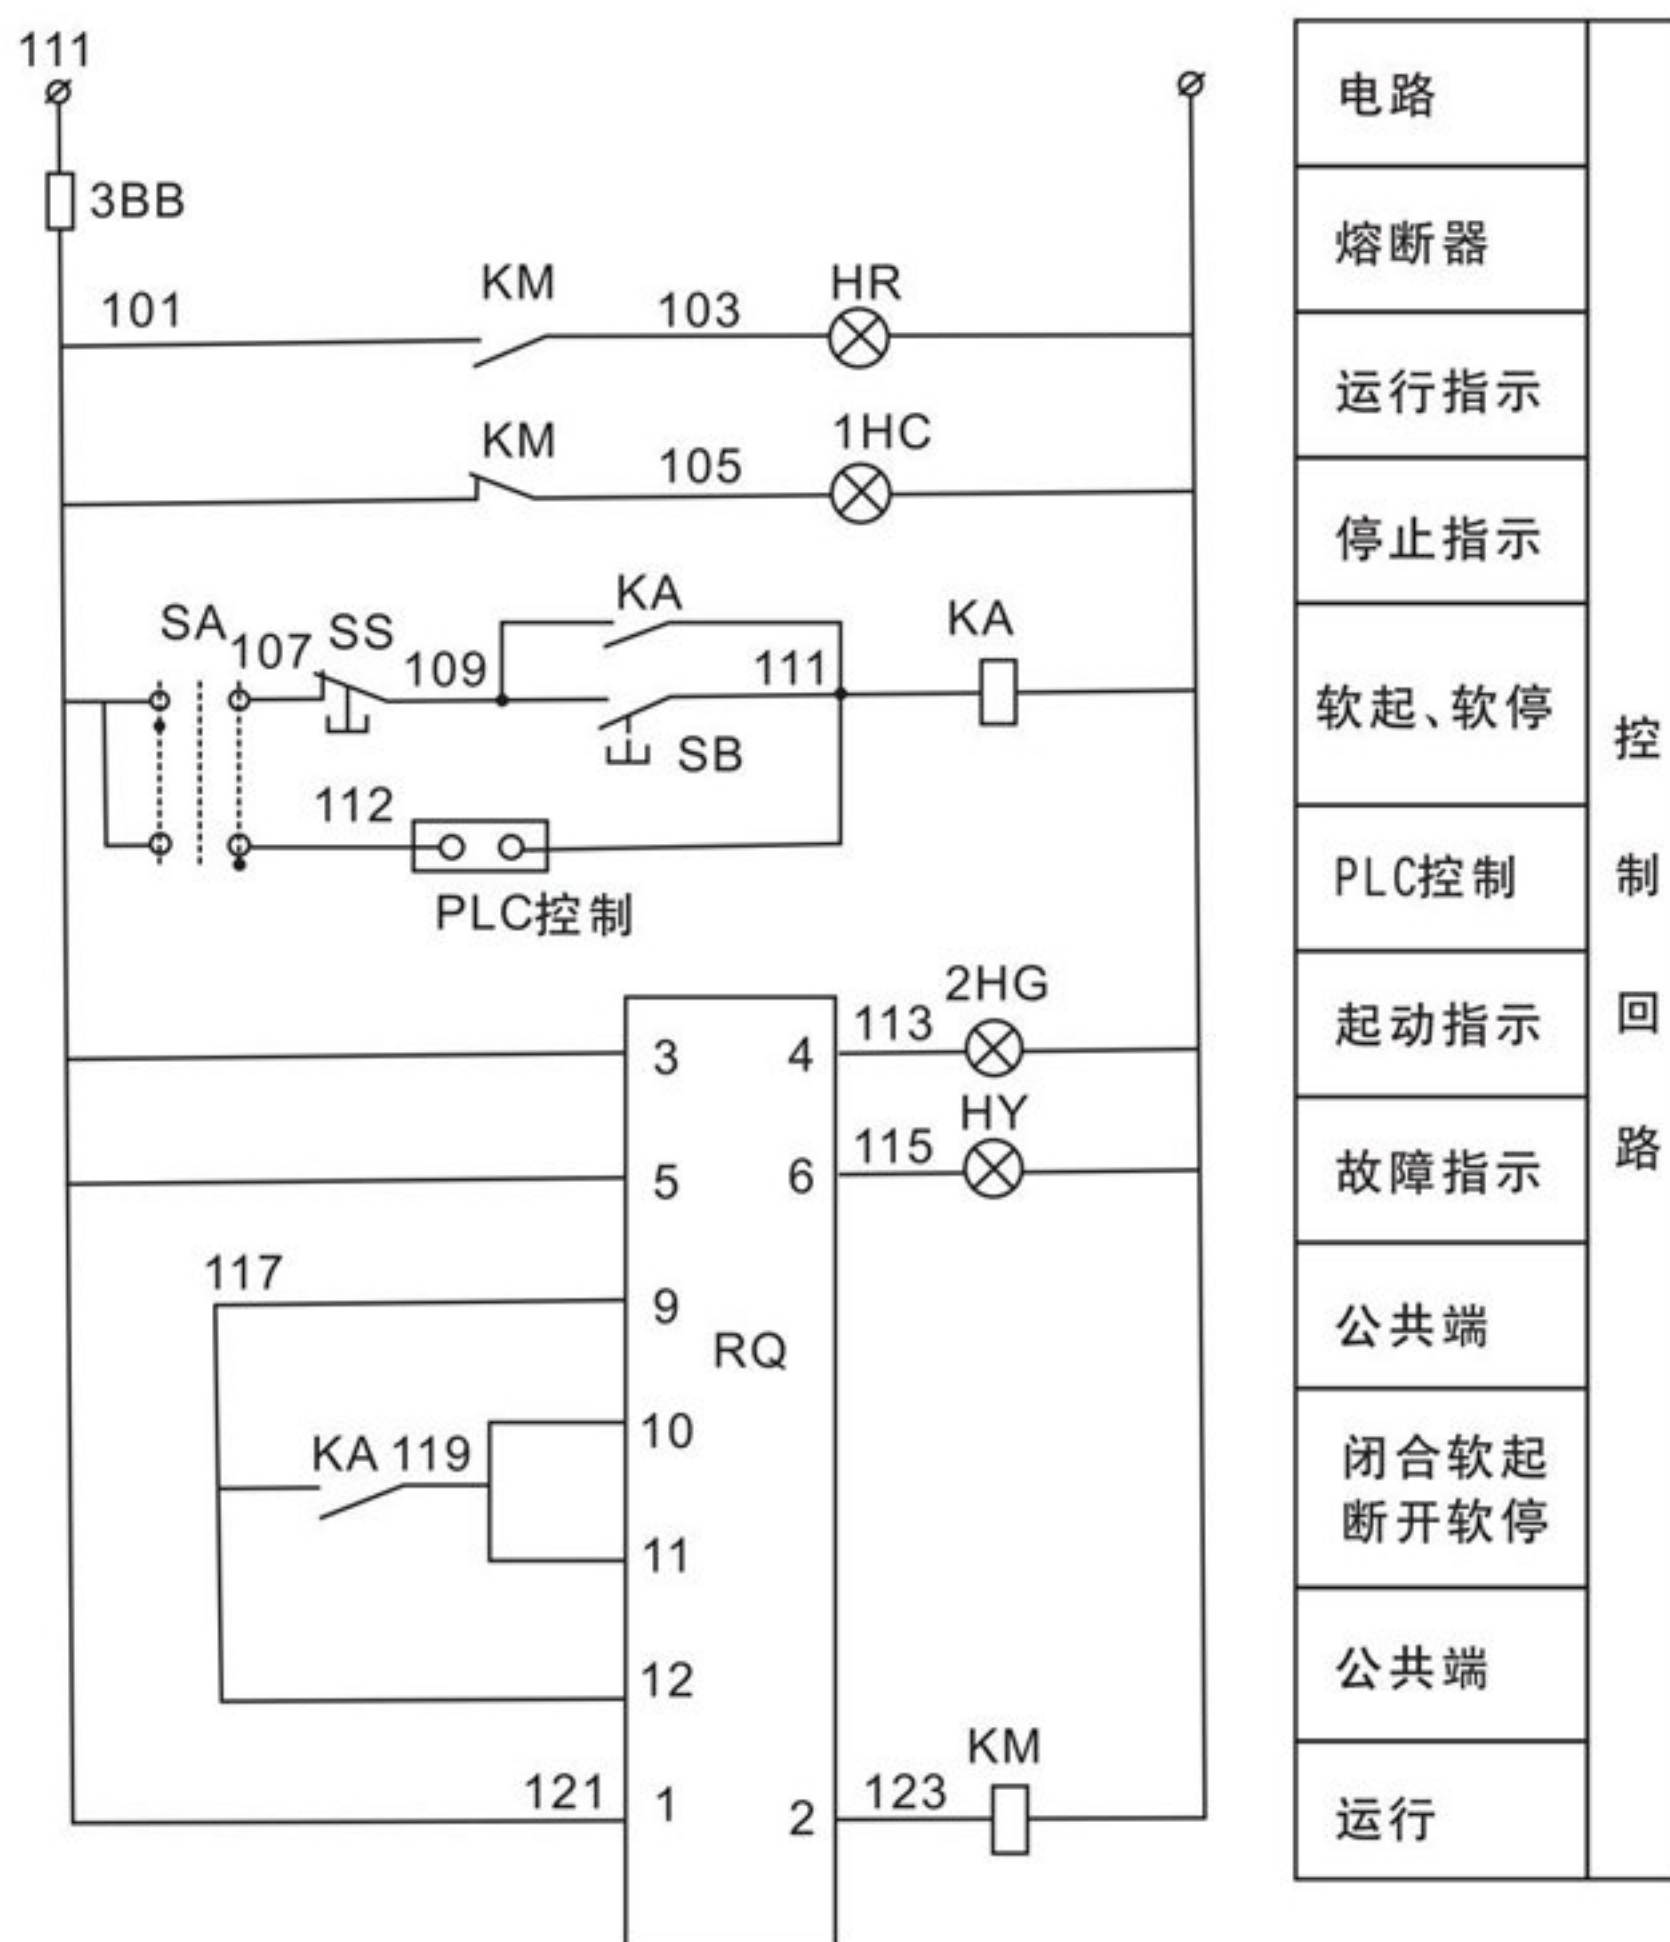 111
3BB
101
KM
103
HR
KM
105
1HC
SA
107
SS
109
KA
111
KA
SB
112
PLC控制
3
4
113
2HG
5
6
115
HY
117
9
RQ
10
KA
119
11
12
121
1
2
123
KM
电路
熔断器
运行指示
停止指示
软起、软停
PLC控制
起动指示
故障指示
公共端
闭合软起
断开软停
公共端
运行
控
制
回
路